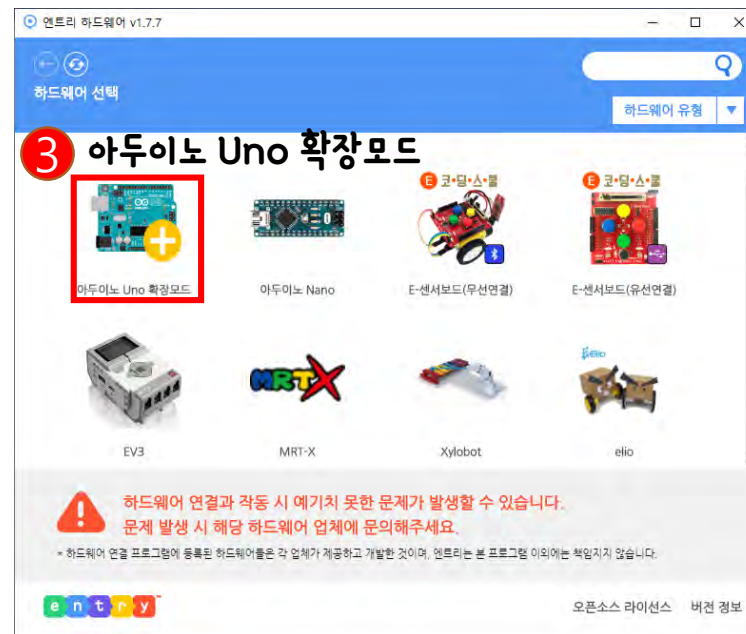 엔트리 하드웨어 v1.7.7
하드웨어 선택
하드웨어 유형
3 아두이노 Uno 확장모드
E 코·딩·스·쿨
E 코·딩·스·쿨
아두이노 Uno 확장모드
아두이노 Nano
E-센서보드(무선연결)
E-센서보드(유선연결)
MRTX
elio
EV3
MRT-X
Xylobot
elio
하드웨어 연결과 작동 시 예기치 못한 문제가 발생할 수 있습니다.
문제 발생 시 해당 하드웨어 업체에 문의해주세요.
* 하드웨어 연결 프로그램에 등록된 하드웨어들은 각 업체가 제공하고 개발한 것이며, 엔트리는 본 프로그램 이외에는 책임지지 않습니다.
entry
오픈소스 라이선스
버전 정보